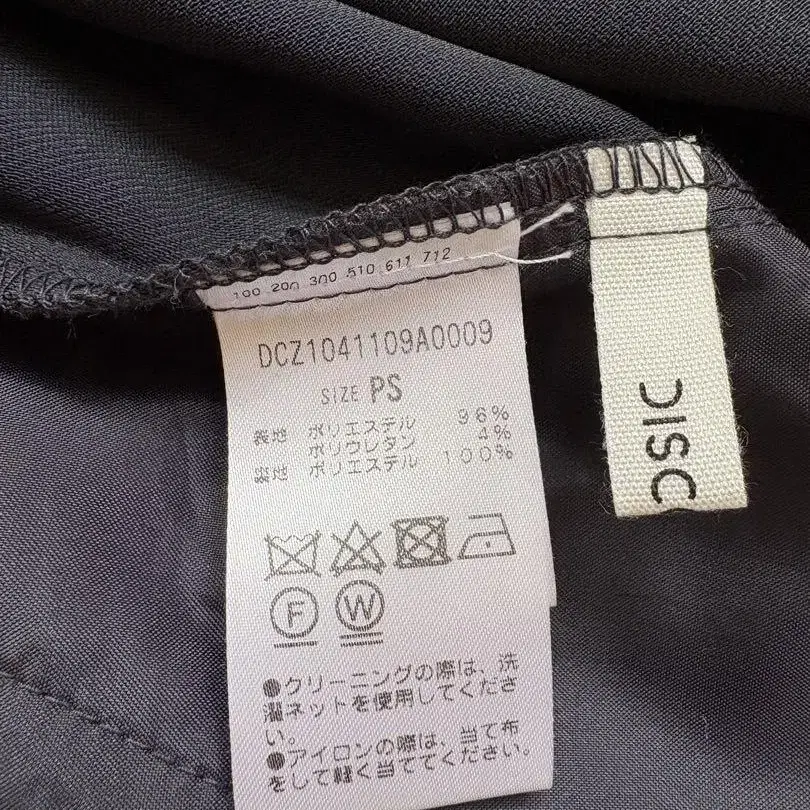 100 200 300 510 611 712
DCZ1041109A0009
SIZE PS
表地 ポリエステル 96%
ポリウレタン 4%
裏地 ポリエステル 100%
F W
●クリーニングの際は、洗
濯ネットを使用してくださ
い。
●アイロンの際は、当て布
をして軽く当ててください。